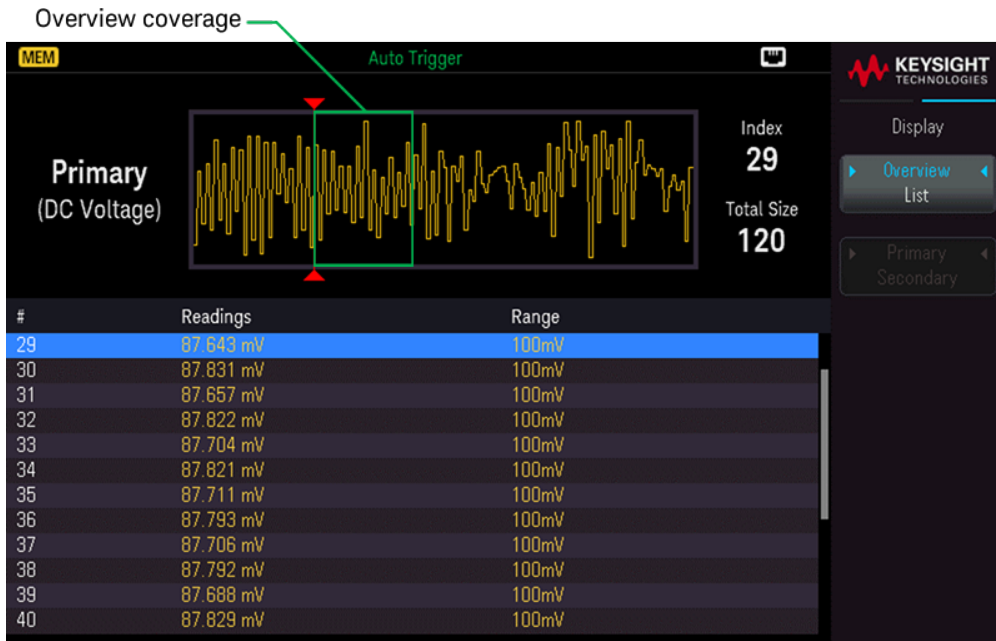 Overview coverage
MEM
Auto Trigger
KEYSIGHT
TECHNOLOGIES
Primary
(DC Voltage)
Index
29
Total Size
120
Display
Overview
List
Primary
Secondary
# Readings Range
29 87.643 mV 100mV
30 87.831 mV 100mV
31 87.657 mV 100mV
32 87.822 mV 100mV
33 87.704 mV 100mV
34 87.821 mV 100mV
35 87.711 mV 100mV
36 87.793 mV 100mV
37 87.706 mV 100mV
38 87.792 mV 100mV
39 87.688 mV 100mV
40 87.829 mV 100mV